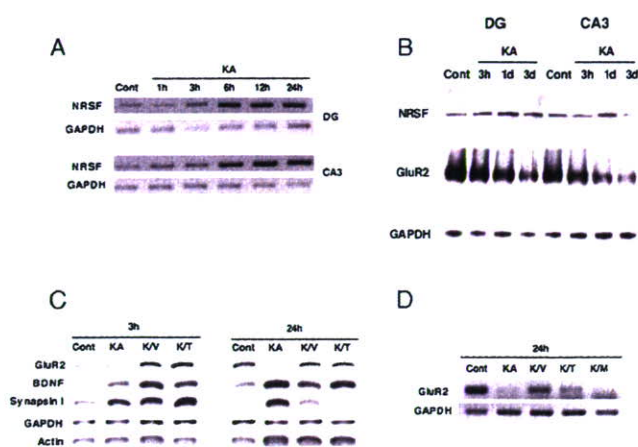 A
KA
Cont 1h 3h 6h 12h 24h
NRSF
GAPDH
DG
NRSF
GAPDH
CA3
B
DG CA3
KA KA
Cont 3h 1d 3d Cont 3h 1d 3d
NRSF
GluR2
GAPDH
C
3h 24h
Cont KA K/V K/T Cont KA K/V K/T
GluR2
BDNF
Synapsin I
GAPDH
Actin
D
24h
Cont KA K/V K/T K/M
GluR2
GAPDH